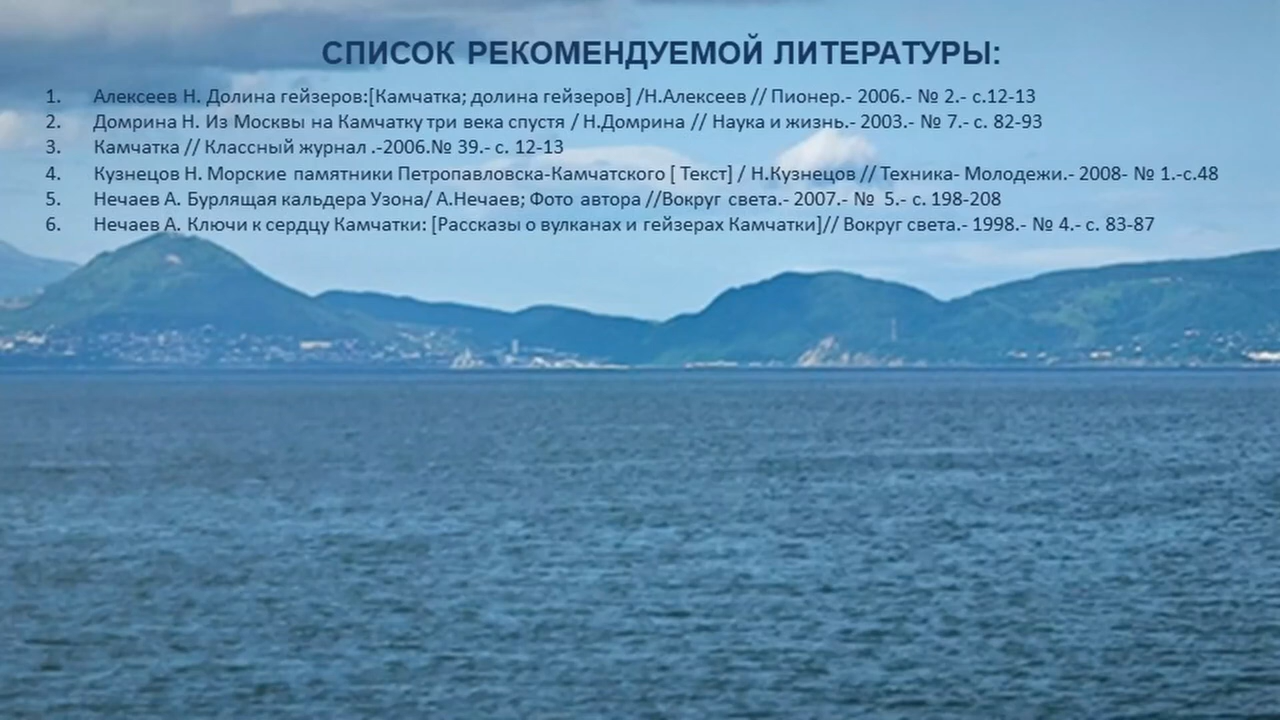 СПИСОК РЕКОМЕНДУЕМОЙ ЛИТЕРАТУРЫ:
1. Алексеев Н. Долина гейзеров:[Камчатка; долина гейзеров] /Н.Алексеев // Пионер.- 2006.- № 2.- с.12-13
2. Домрина Н. Из Москвы на Камчатку три века спустя / Н.Домрина // Наука и жизнь.- 2003.- № 7.- с. 82-93
3. Камчатка // Классный журнал .-2006.№ 39.- с. 12-13
4. Кузнецов Н. Морские памятники Петропавловска-Камчатского [ Текст] / Н.Кузнецов // Техника- Молодежи.- 2008- № 1.-с.48
5. Нечаев А. Бурлящая кальдера Узона/ А.Нечаев; Фото автора //Вокруг света.- 2007.- № 5.- с. 198-208
6. Нечаев А. Ключи к сердцу Камчатки: [Рассказы о вулканах и гейзерах Камчатки]// Вокруг света.- 1998.- № 4.- с. 83-87